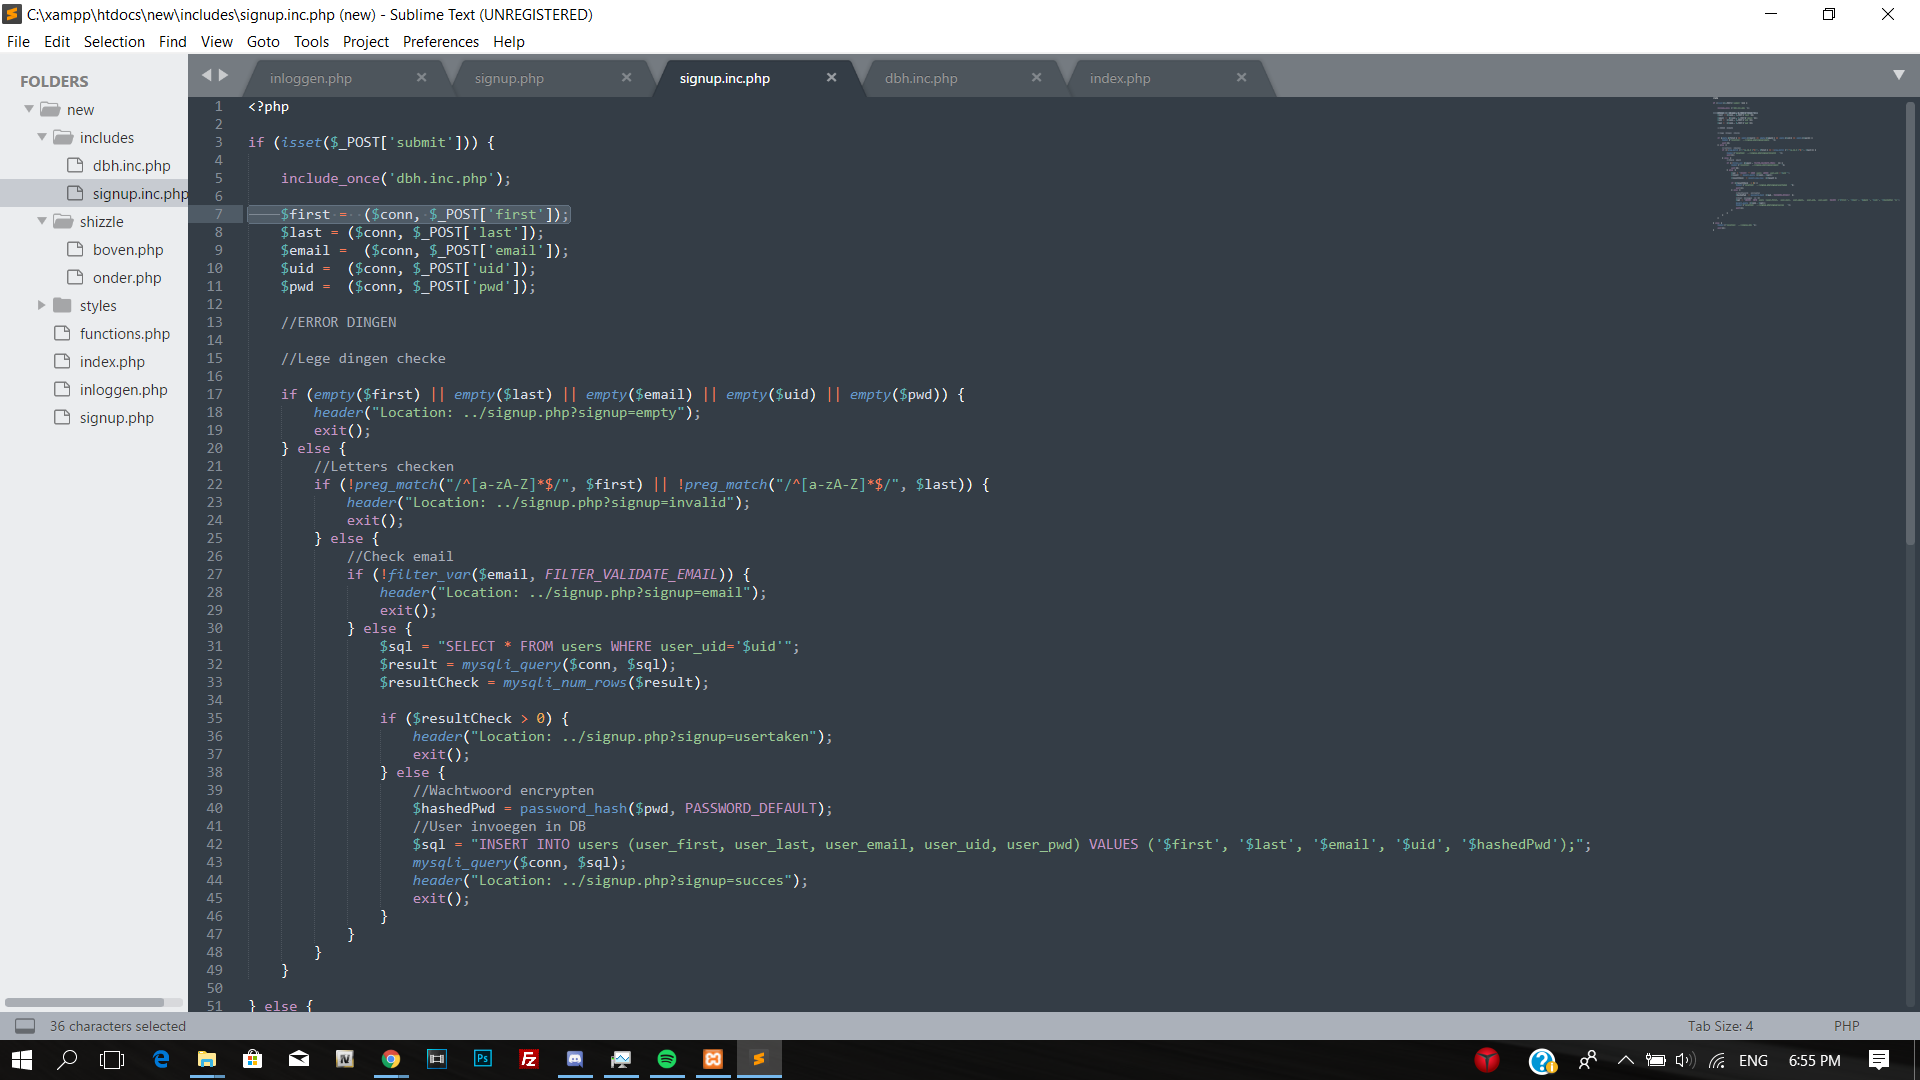 C:\xampp\htdocs\new\includes\signup.inc.php (new) - Sublime Text (UNREGISTERED)
File Edit Selection Find View Goto Tools Project Preferences Help
FOLDERS
new
includes
dbh.inc.php
signup.inc.php
shizzle
boven.php
onder.php
styles
functions.php
index.php
inloggen.php
signup.php
inloggen.php signup.php signup.inc.php dbh.inc.php index.php
1 <?php
2
3 if (isset($_POST['submit'])) {
4
5     include_once('dbh.inc.php');
6
7     $first =  ($conn, $_POST['first']);
8     $last = ($conn, $_POST['last']);
9     $email =  ($conn, $_POST['email']);
10     $uid =  ($conn, $_POST['uid']);
11     $pwd =  ($conn, $_POST['pwd']);
12
13     //ERROR DINGEN
14
15     //Lege dingen checke
16
17     if (empty($first) || empty($last) || empty($email) || empty($uid) || empty($pwd)) {
18         header("Location: ../signup.php?signup=empty");
19         exit();
20     } else {
21         //Letters checken
22         if (!preg_match("/^[a-zA-Z]*$/", $first) || !preg_match("/^[a-zA-Z]*$/", $last)) {
23             header("Location: ../signup.php?signup=invalid");
24             exit();
25         } else {
26             //Check email
27             if (!filter_var($email, FILTER_VALIDATE_EMAIL)) {
28                 header("Location: ../signup.php?signup=email");
29                 exit();
30             } else {
31                 $sql = "SELECT * FROM users WHERE user_uid='$uid'";
32                 $result = mysqli_query($conn, $sql);
33                 $resultCheck = mysqli_num_rows($result);
34
35                 if ($resultCheck > 0) {
36                     header("Location: ../signup.php?signup=usertaken");
37                     exit();
38                 } else {
39                     //Wachtwoord encrypten
40                     $hashedPwd = password_hash($pwd, PASSWORD_DEFAULT);
41                     //User invoegen in DB
42                     $sql = "INSERT INTO users (user_first, user_last, user_email, user_uid, user_pwd) VALUES ('$first', '$last', '$email', '$uid', '$hashedPwd');";
43                     mysqli_query($conn, $sql);
44                     header("Location: ../signup.php?signup=succes");
45                     exit();
46                 }
47             }
48         }
49     }
50
51 } else {
36 characters selected Tab Size: 4 PHP
ENG 6:55 PM